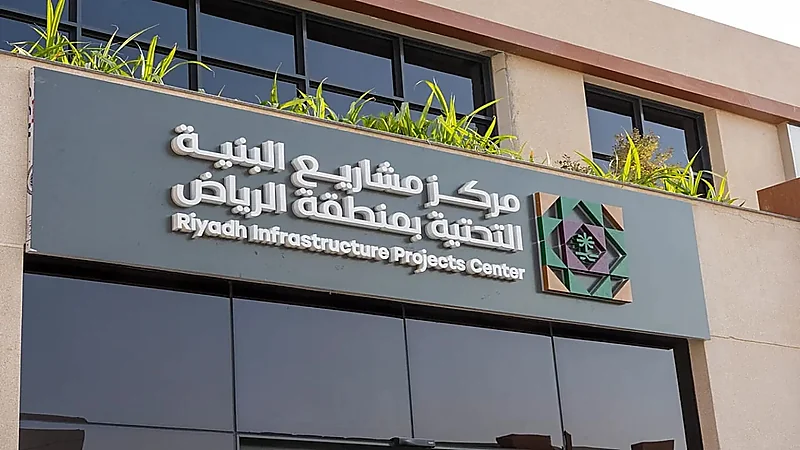 مركز مشاريع البنية
التحتية بمنطقة الرياض
Riyadh Infrastructure Projects Center